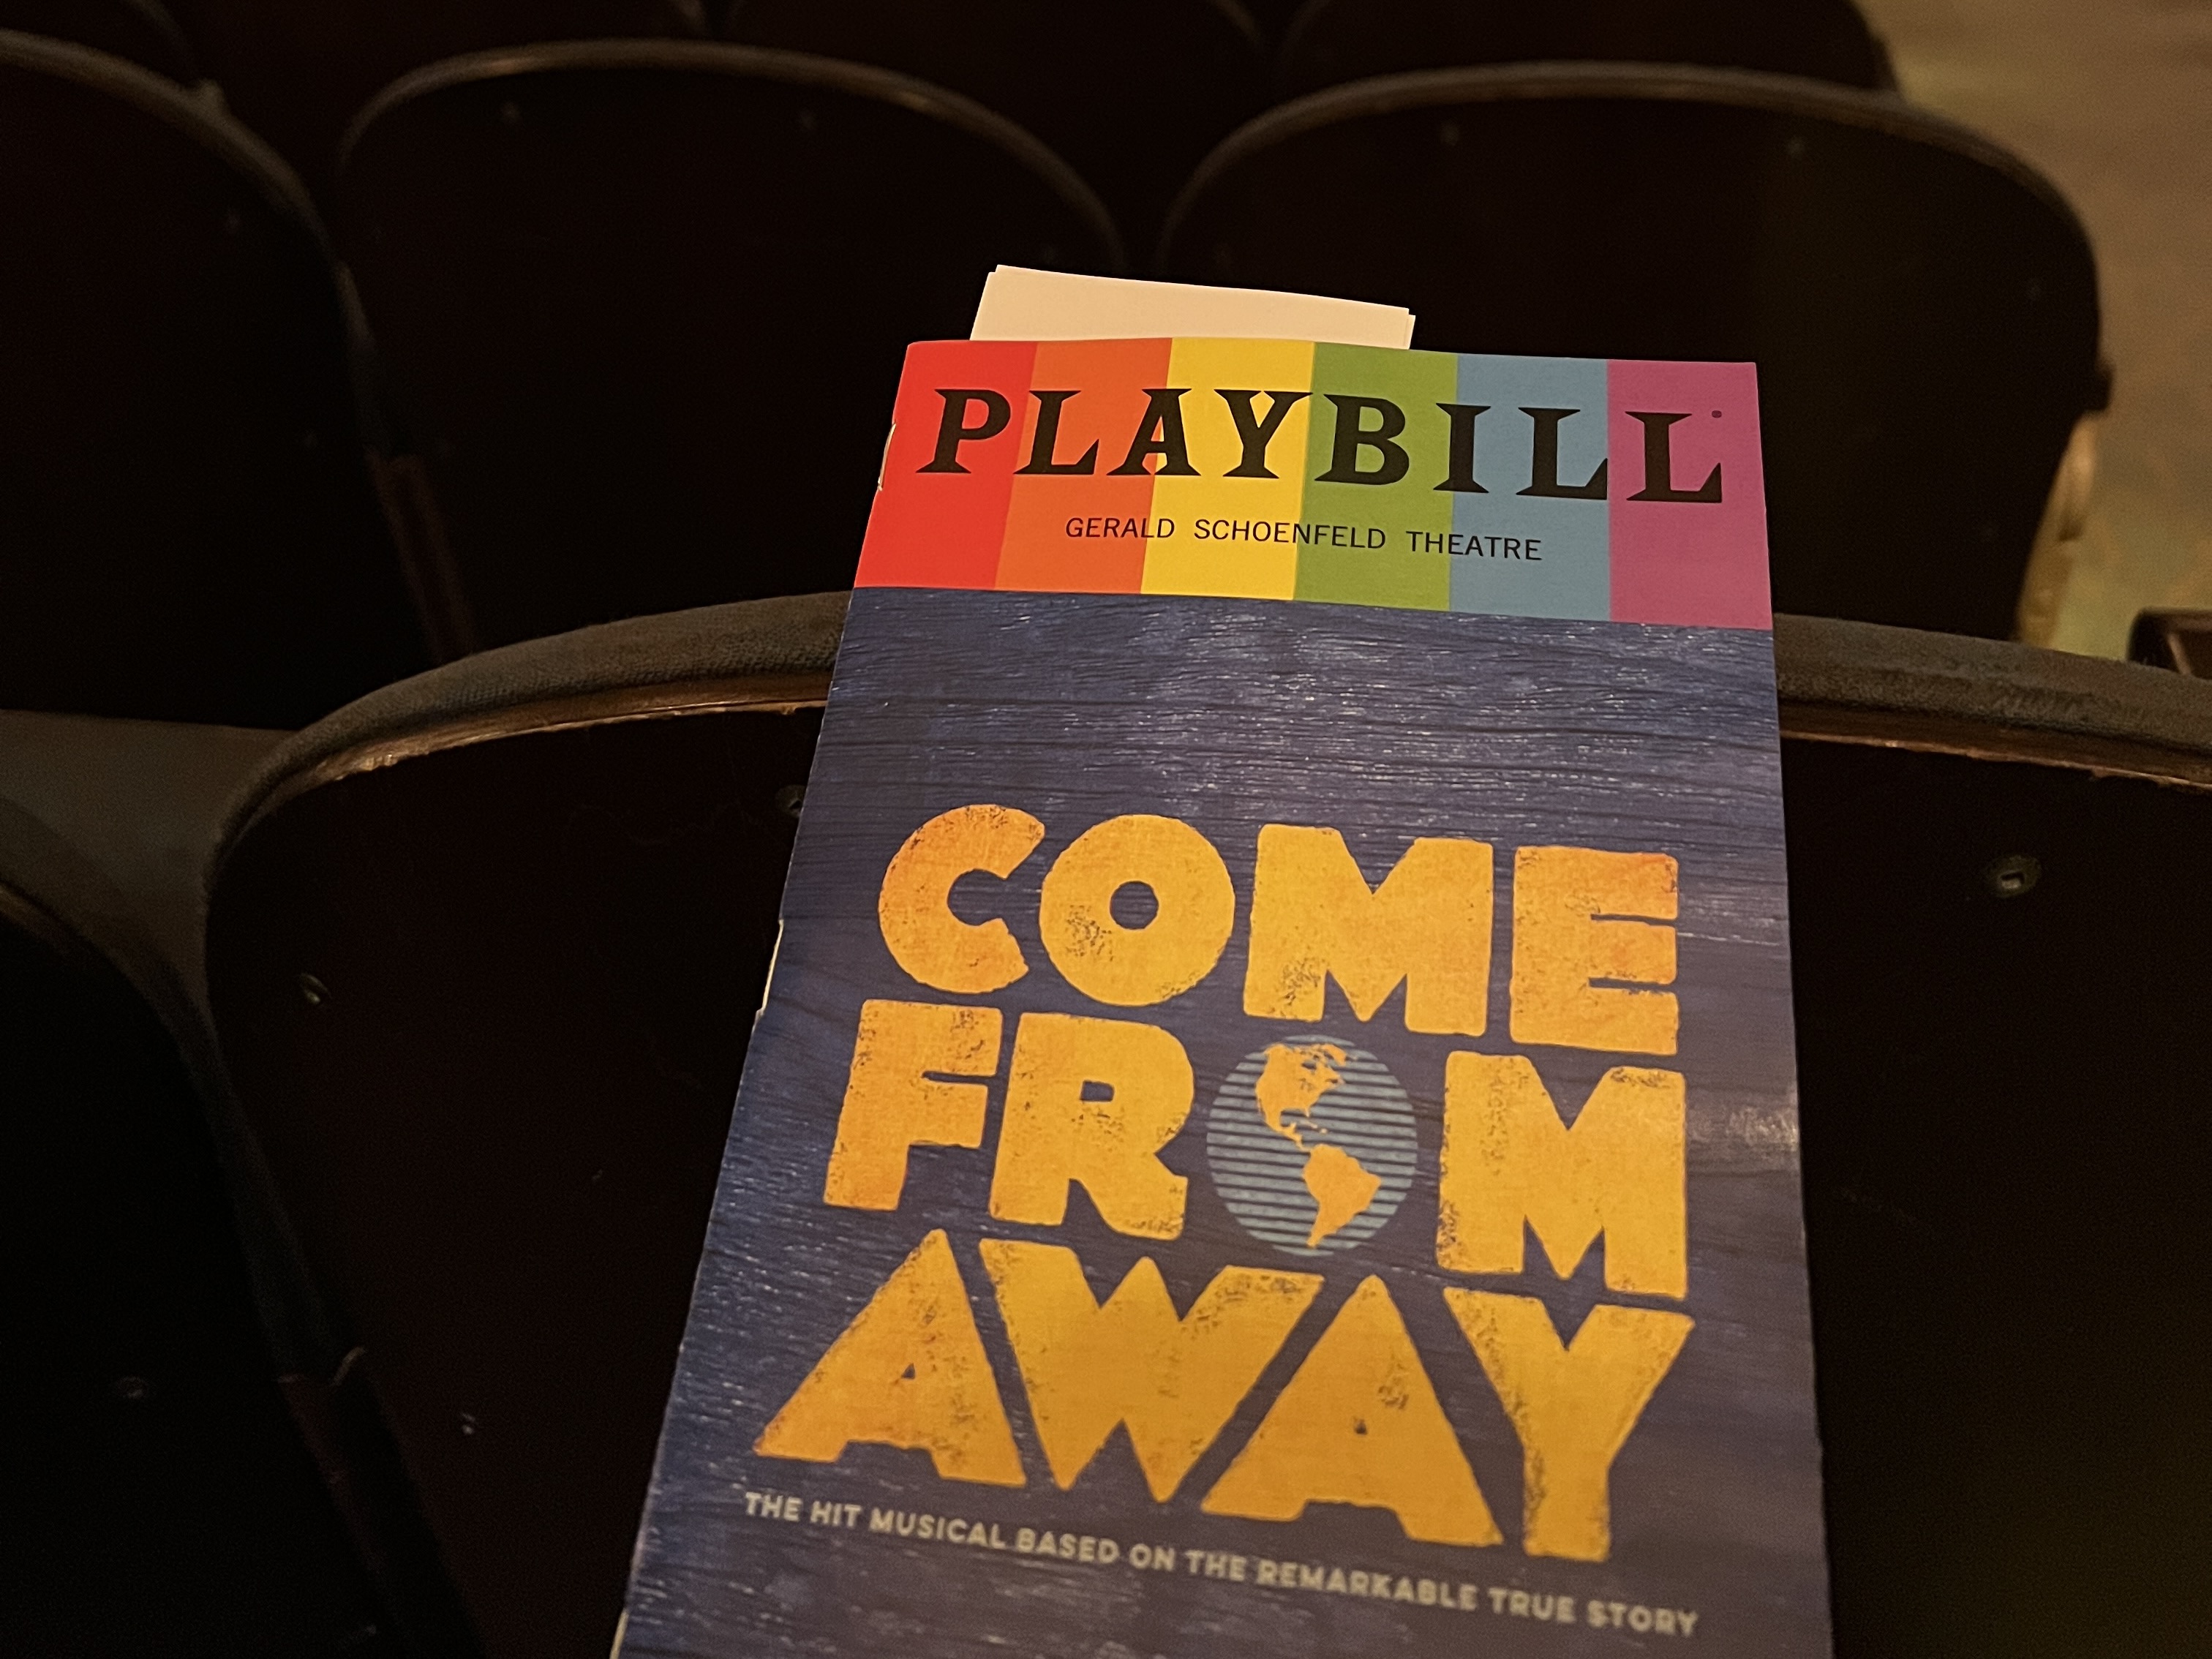 PLAYBILL®
GERALD SCHOENFELD THEATRE
COME
FROM
AWAY
THE HIT MUSICAL BASED ON THE REMARKABLE TRUE STORY